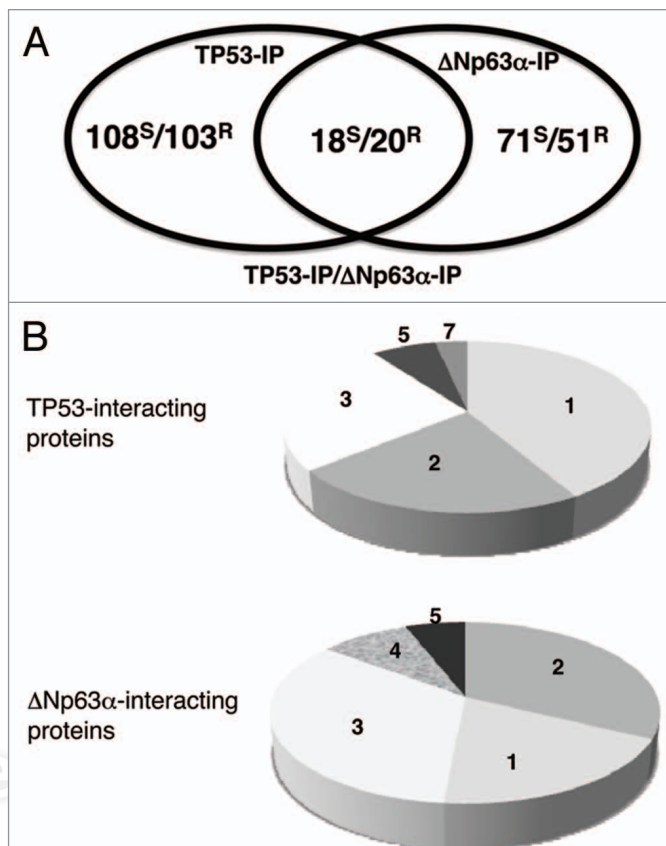 A
TP53-IP
ΔNp63α-IP
108S/103R
18S/20R
71S/51R
TP53-IP/ΔNp63α-IP
B
TP53-interacting
proteins
5
7
3
1
2
ΔNp63α-interacting
proteins
5
4
2
3
1